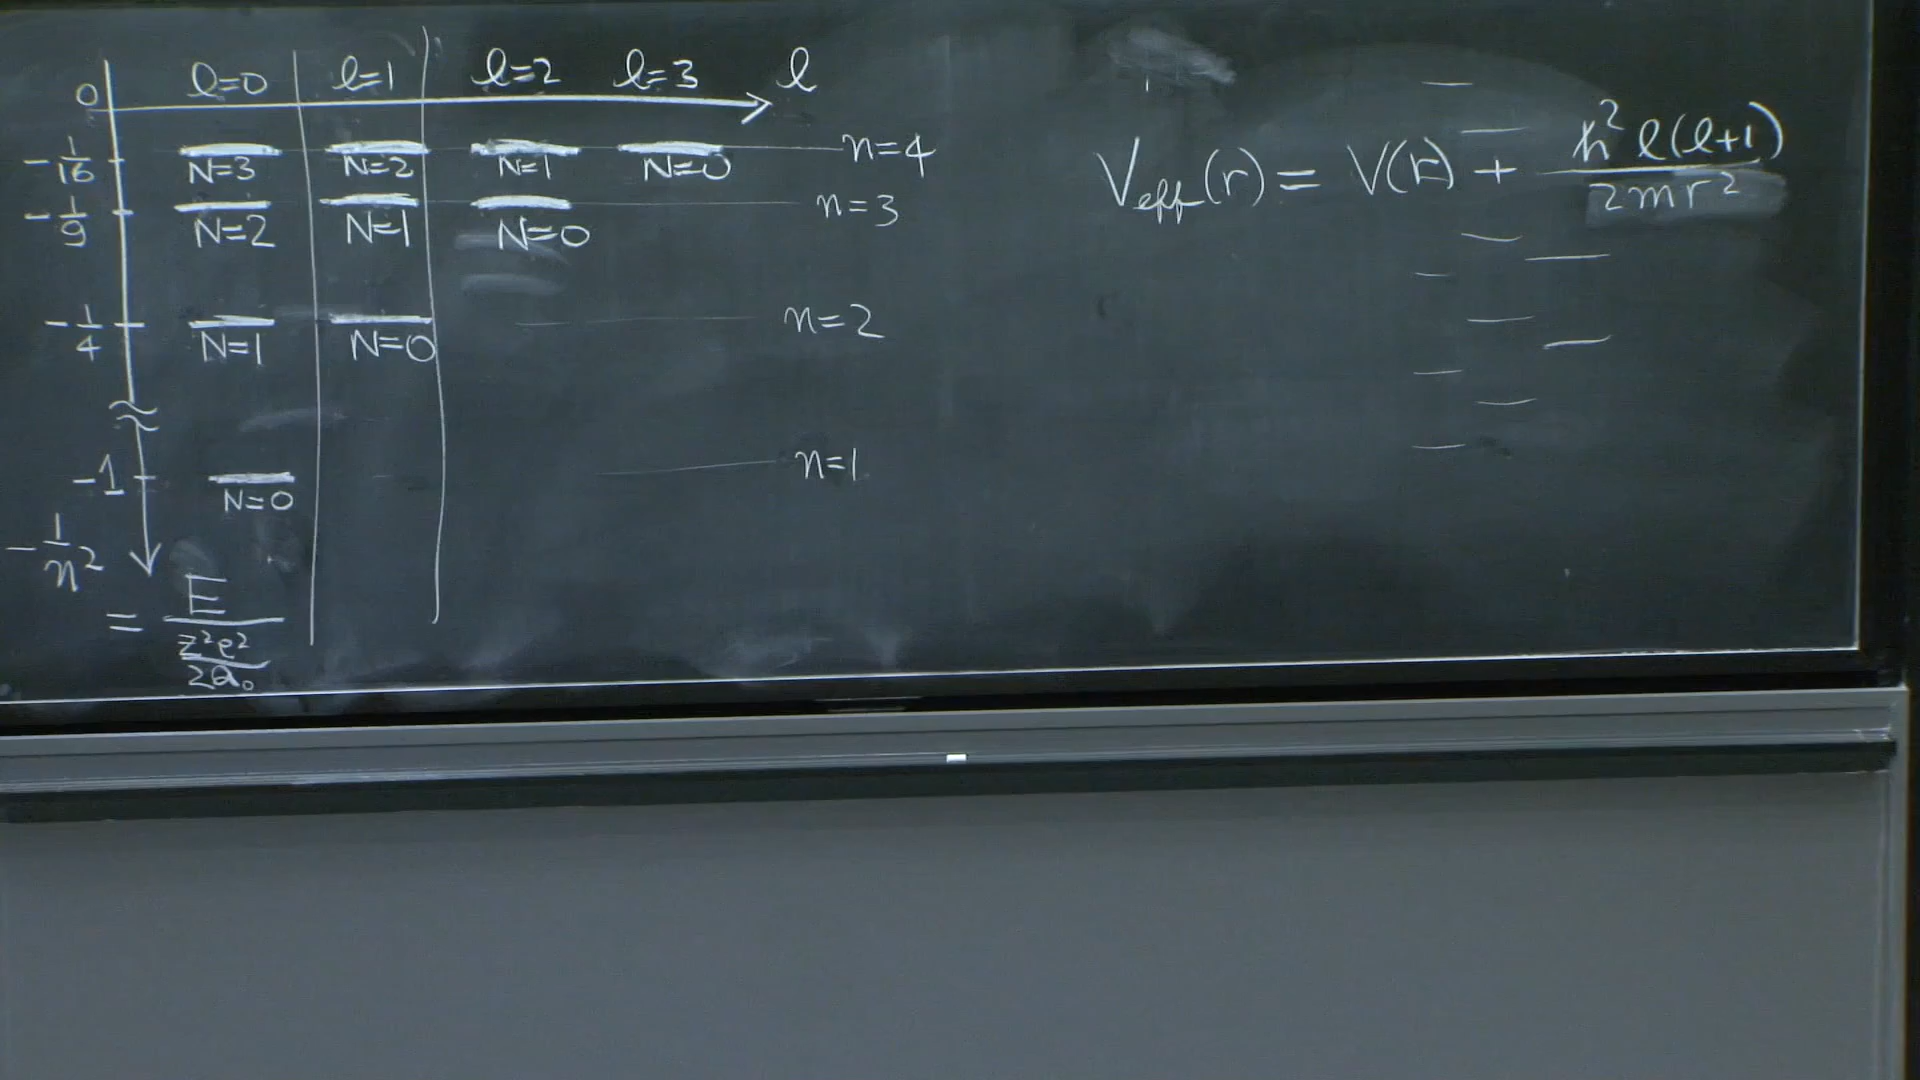 0 ℓ=0 ℓ=1 ℓ=2 ℓ=3 ℓ
-1/16 n=4
N=3 N=2 N=1 N=0
-1/9 n=3
N=2 N=1 N=0
-1/4 n=2
N=1 N=0
-1 n=1
N=0
-1/n²
= E/(Z²e²/2a₀)
V_eff(r) = V(r) + ħ²ℓ(ℓ+1)/2mr²